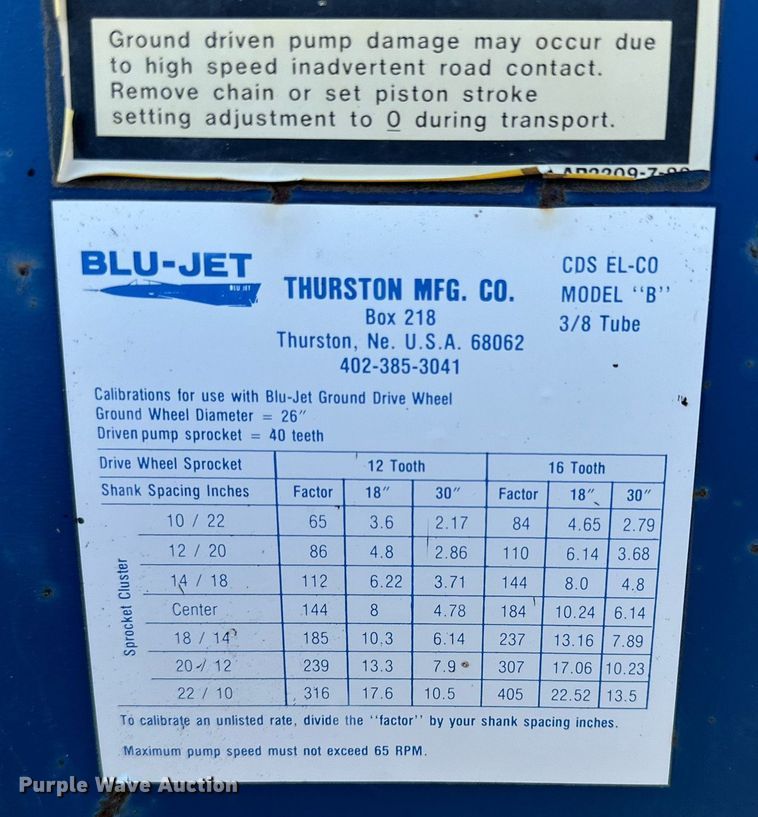 Ground driven pump damage may occur due
to high speed inadvertent road contact.
Remove chain or set piston stroke
setting adjustment to 0 during transport.
BLU-JET
BLU JET
THURSTON MFG. CO.
Box 218
Thurston, Ne. U.S.A. 68062
402-385-3041
CDS EL-CO
MODEL "B"
3/8 Tube
Calibrations for use with Blu-Jet Ground Drive Wheel
Ground Wheel Diameter = 26"
Driven pump sprocket = 40 teeth
Drive Wheel Sprocket 12 Tooth 16 Tooth
Shank Spacing Inches Factor 18" 30" Factor 18" 30"
Sprocket Cluster
10 / 22 65 3.6 2.17 84 4.65 2.79
12 / 20 86 4.8 2.86 110 6.14 3.68
14 / 18 112 6.22 3.71 144 8.0 4.8
Center 144 8 4.78 184 10.24 6.14
18 / 14 185 10.3 6.14 237 13.16 7.89
20 / 12 239 13.3 7.9 307 17.06 10.23
22 / 10 316 17.6 10.5 405 22.52 13.5
To calibrate an unlisted rate, divide the "factor" by your shank spacing inches.
Maximum pump speed must not exceed 65 RPM.
Purple Wave Auction